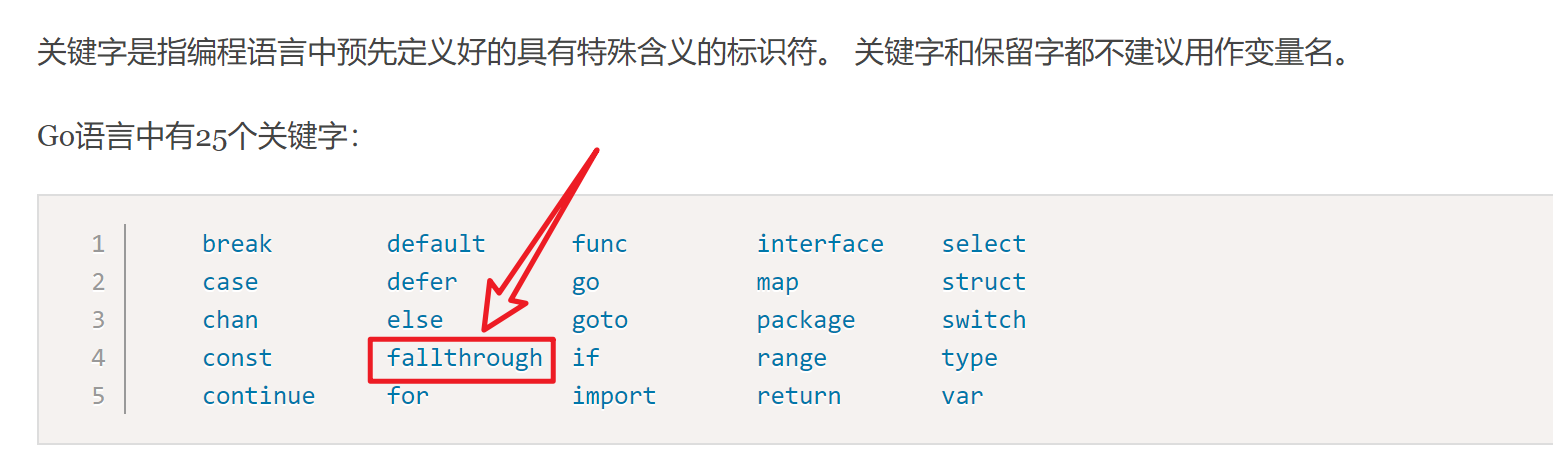 关键字是指编程语言中预先定义好的具有特殊含义的标识符。 关键字和保留字都不建议用作变量名。
Go语言中有25个关键字：
1 break default func interface select
2 case defer go map struct
3 chan else goto package switch
4 const fallthrough if range type
5 continue for import return var